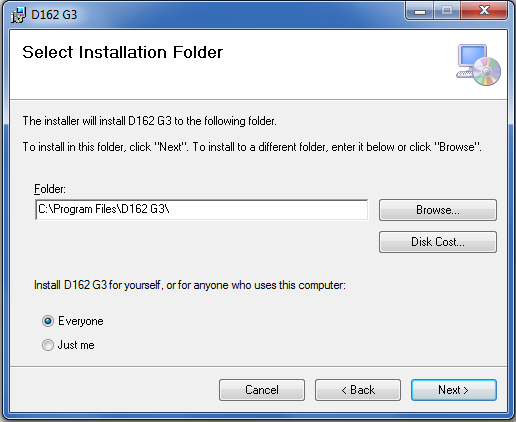 D162 G3
Select Installation Folder
The installer will install D162 G3 to the following folder.
To install in this folder, click "Next". To install to a different folder, enter it below or click "Browse".
Folder:
C:\Program Files\D162 G3\
Browse...
Disk Cost...
Install D162 G3 for yourself, or for anyone who uses this computer:
Everyone
Just me
Cancel
< Back
Next >